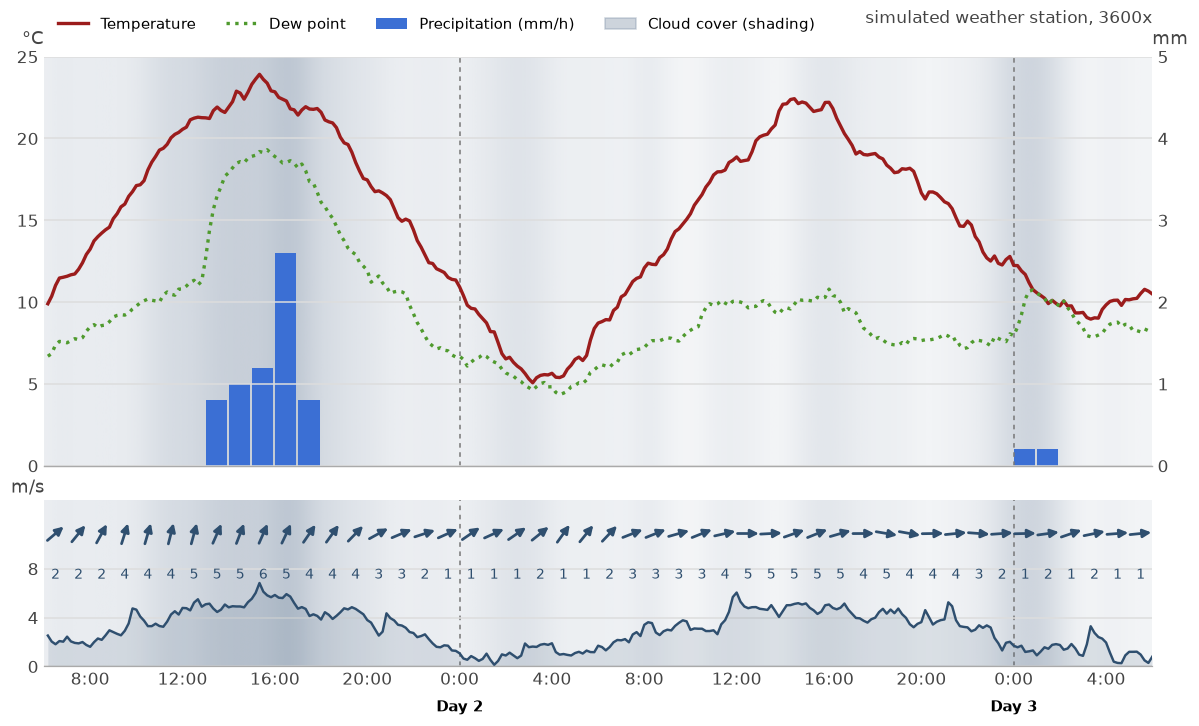 Temperature Dew point Precipitation (mm/h) Cloud cover (shading) simulated weather station, 3600x
°C mm
25 5
20 4
15 3
10 2
5 1
0 0
m/s
8
2 2 2 4 4 4 5 5 5 6 5 4 4 4 3 3 2 1 1 1 1 2 1 1 2 3 3 3 3 4 5 5 5 5 5 4 5 4 4 4 3 2 1 2 1 2 1 1
4
0
8:00 12:00 16:00 20:00 0:00 4:00 8:00 12:00 16:00 20:00 0:00 4:00
Day 2 Day 3